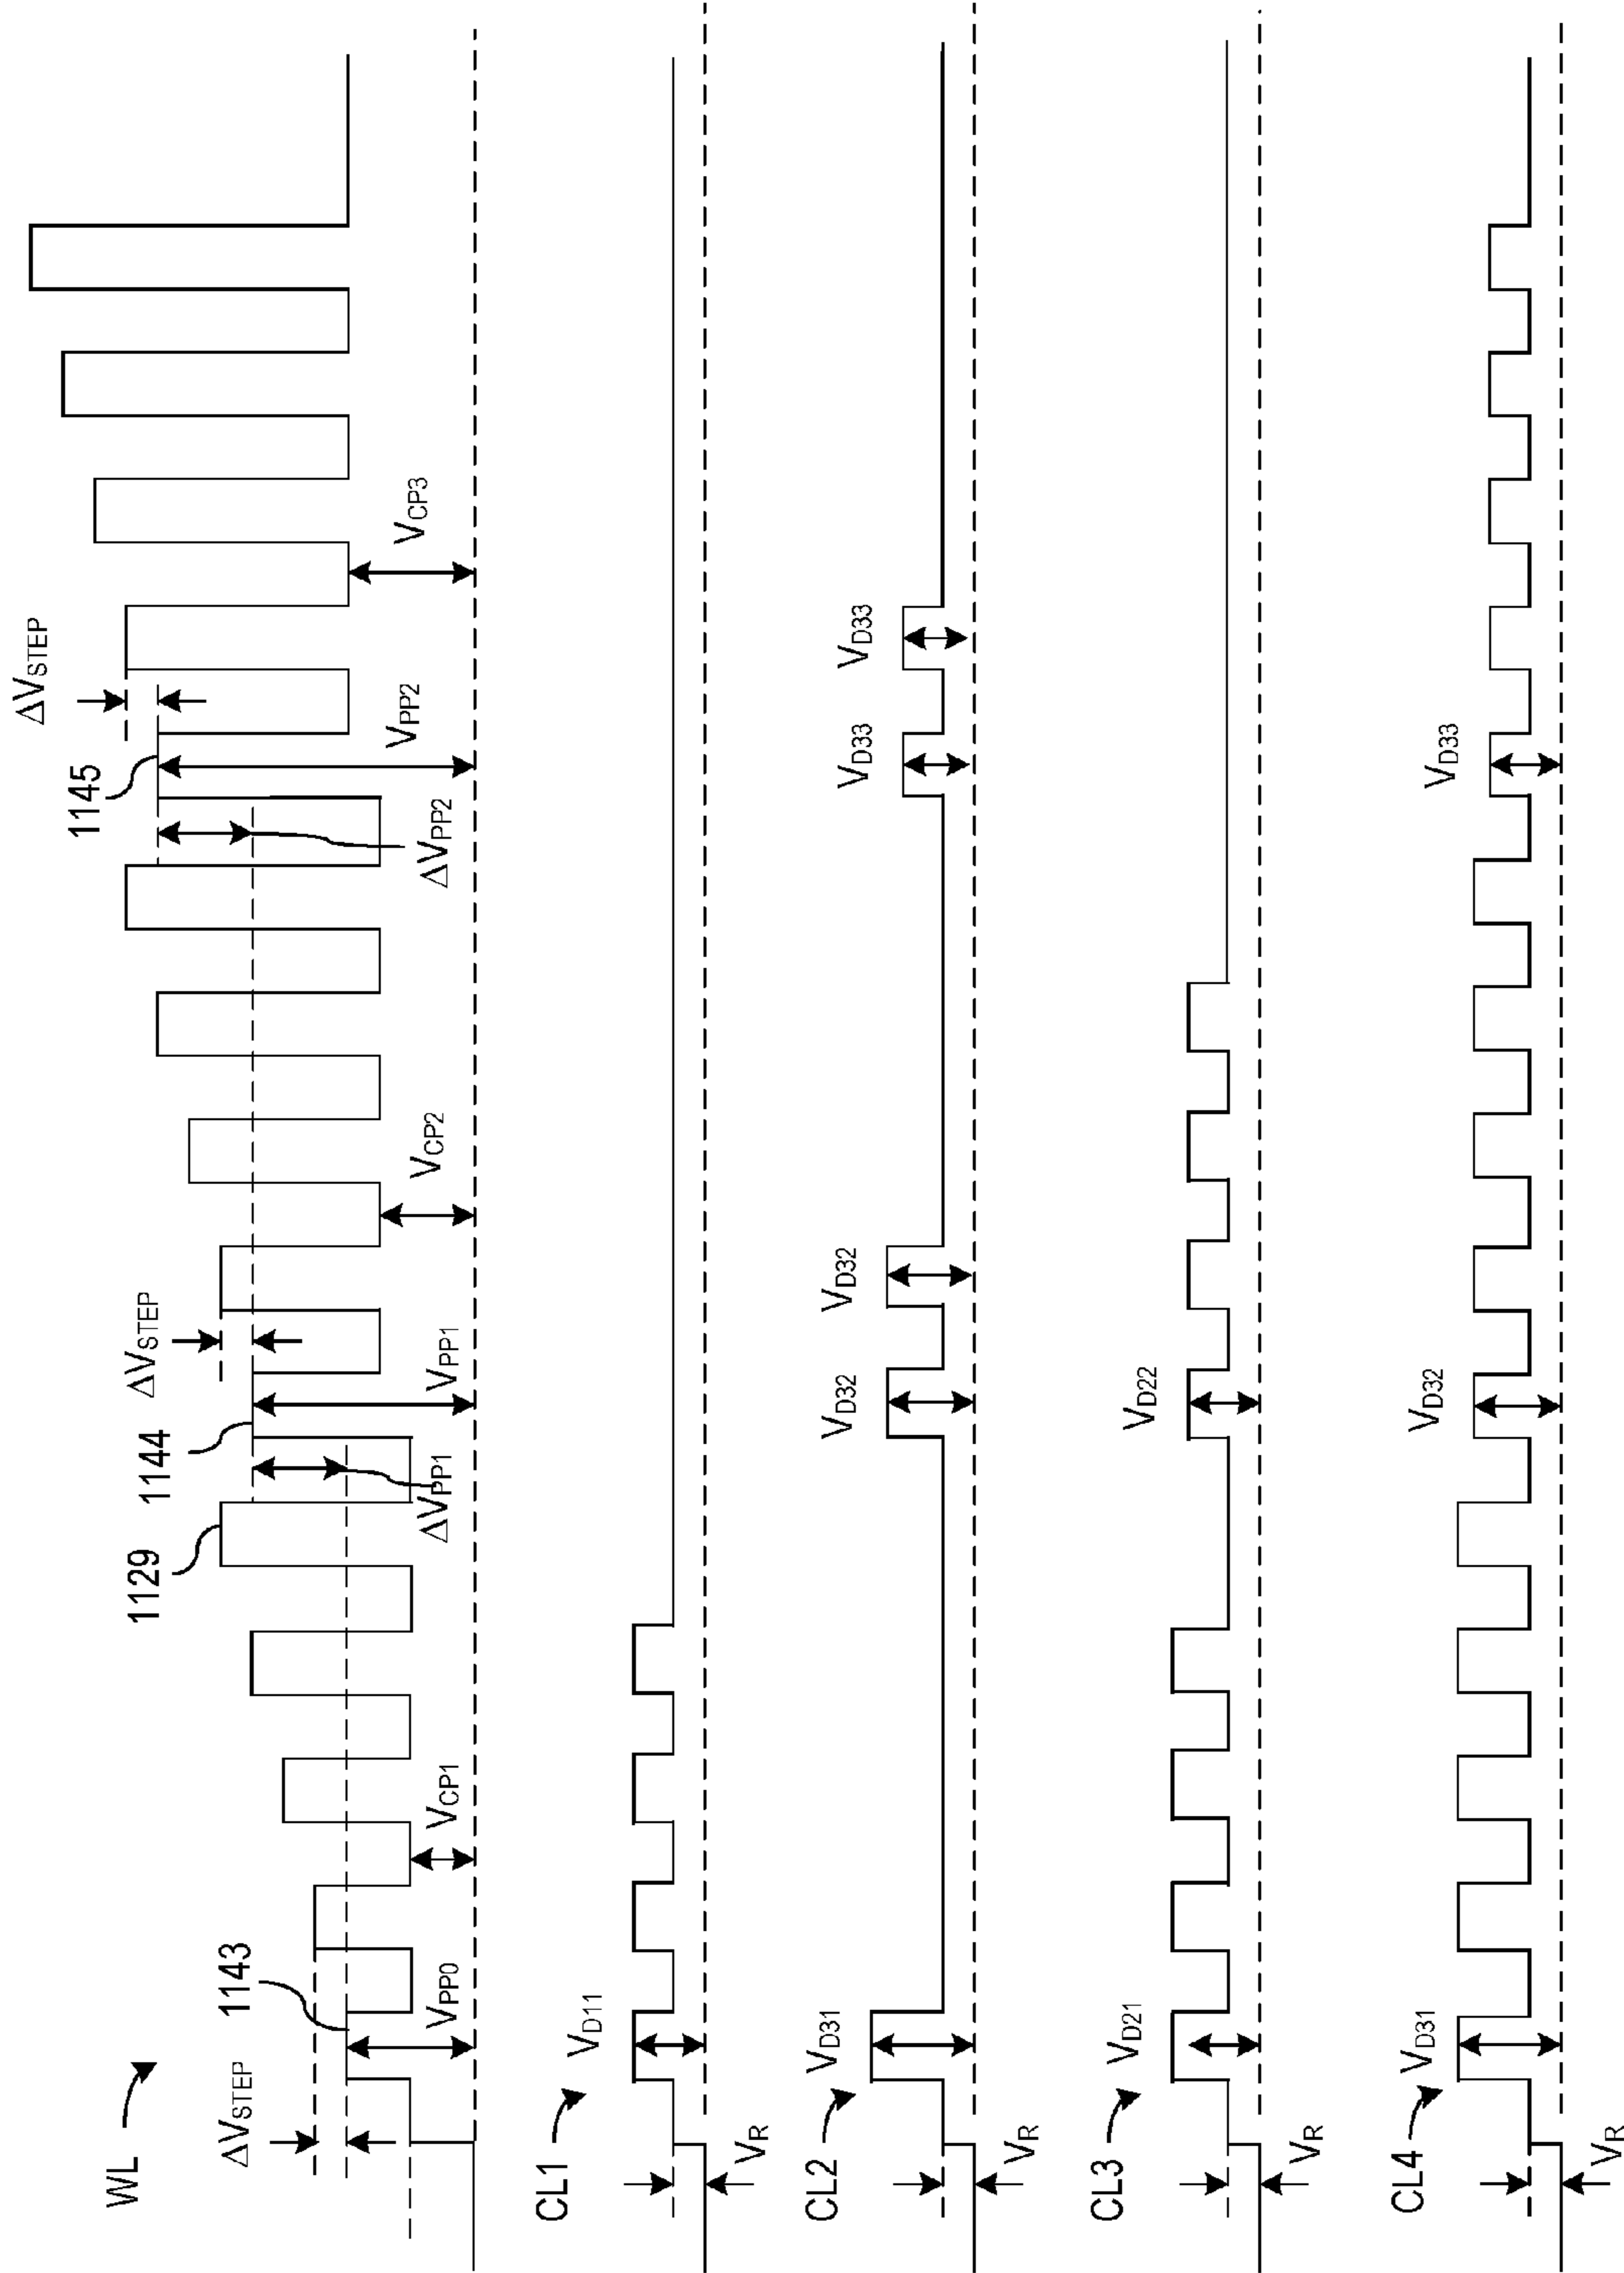 WL
ΔVSTEP
1143
VPP0
VCP1
1129
ΔVPP1
1144
VPP1
ΔVSTEP
VCP2
ΔVPP2
1145
VPP2
ΔVSTEP
VCP3
CL1
VR
VD11
CL2
VR
VD31
VD32
VD32
VD33
VD33
CL3
VR
VD21
VD22
CL4
VR
VD31
VD32
VD33